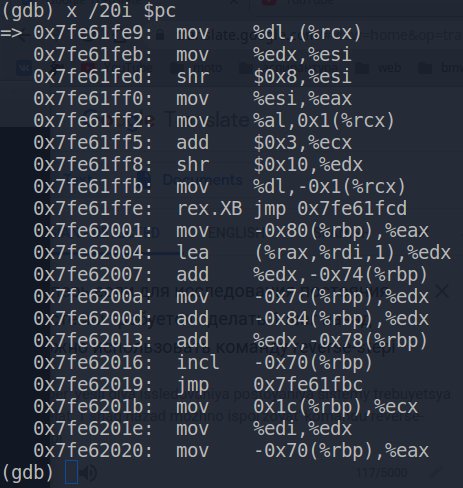 (gdb) x /20i $pc
=> 0x7fe61fe9: mov %dl,(%rcx)
0x7fe61feb: mov %edx,%esi
0x7fe61fed: shr $0x8,%esi
0x7fe61ff0: mov %esi,%eax
0x7fe61ff2: mov %al,0x1(%rcx)
0x7fe61ff5: add $0x3,%ecx
0x7fe61ff8: shr $0x10,%edx
0x7fe61ffb: mov %dl,-0x1(%rcx)
0x7fe61ffe: rex.XB jmp 0x7fe61fcd
0x7fe62001: mov -0x80(%rbp),%eax
0x7fe62004: lea (%rax,%rdi,1),%edx
0x7fe62007: add %edx,-0x74(%rbp)
0x7fe6200a: mov -0x7c(%rbp),%edx
0x7fe6200d: add -0x84(%rbp),%edx
0x7fe62013: add %edx,-0x78(%rbp)
0x7fe62016: incl -0x70(%rbp)
0x7fe62019: jmp 0x7fe61fbc
0x7fe6201b: mov 0x1c(%rbp),%ecx
0x7fe6201e: mov %edi,%edx
0x7fe62020: mov -0x70(%rbp),%eax
(gdb)
117/5000